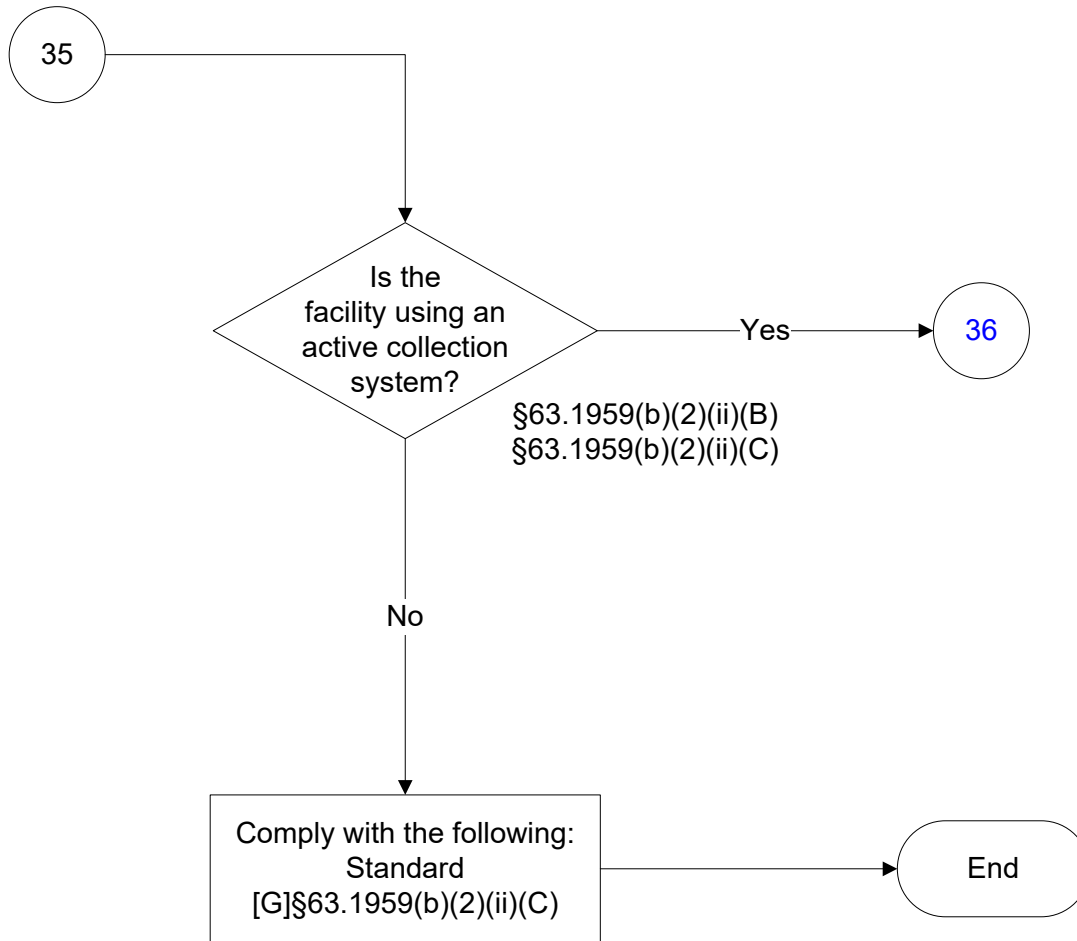 35
Is the
facility using an
active collection
system?
Yes
36
§63.1959(b)(2)(ii)(B)
§63.1959(b)(2)(ii)(C)
No
Comply with the following:
Standard
[G]§63.1959(b)(2)(ii)(C)
End